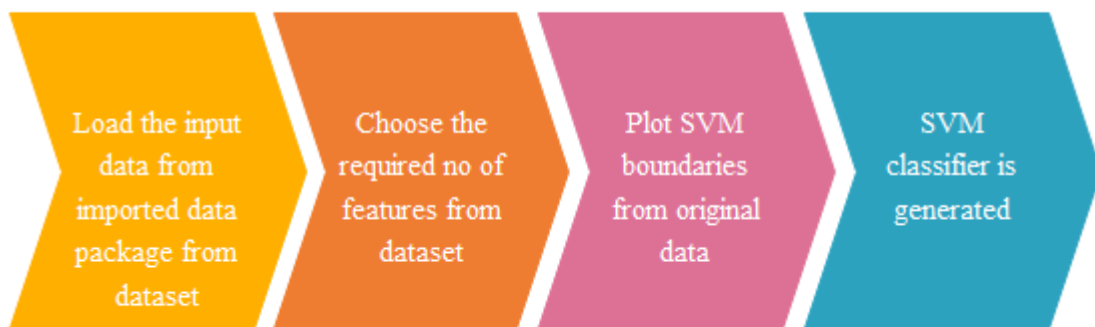 Load the input
data from
imported data
package from
dataset
Choose the
required no of
features from
dataset
Plot SVM
boundaries
from original
data
SVM
classifier is
generated